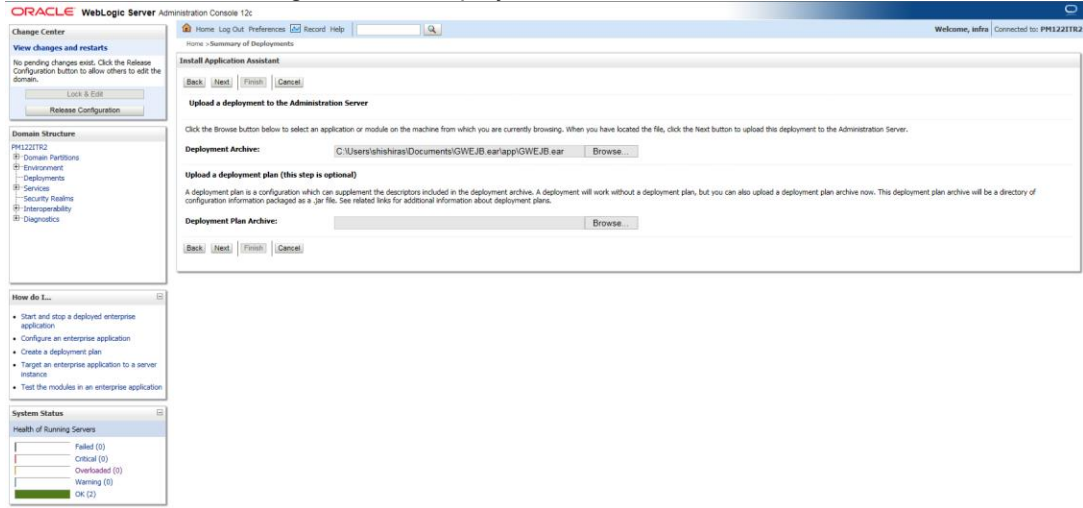 ORACLE WebLogic Server Administration Console 12c
Change Center
View changes and restarts
No pending changes exist. Click the Release
Configuration button to allow others to edit the
domain.
Lock & Edit
Release Configuration
Domain Structure
PM122ITR2
Domain Partitions
Environment
Deployments
Services
Security Realms
Interoperability
Diagnostics
How do I...
Start and stop a deployed enterprise
application
Configure an enterprise application
Create a deployment plan
Target an enterprise application to a server
instance
Test the modules in an enterprise application
System Status
Health of Running Servers
Failed (0)
Critical (0)
Overloaded (0)
Warning (0)
OK (2)
Home Log Out Preferences Record Help
Welcome, infra Connected to: PM122ITR2
Home >Summary of Deployments
Install Application Assistant
Back Next Finish Cancel
Upload a deployment to the Administration Server
Click the Browse button below to select an application or module on the machine from which you are currently browsing. When you have located the file, click the Next button to upload this deployment to the Administration Server.
Deployment Archive: C:\Users\shishiras\Documents\GWEJB.ear\app\GWEJB.ear Browse...
Upload a deployment plan (this step is optional)
A deployment plan is a configuration which can supplement the descriptors included in the deployment archive. A deployment will work without a deployment plan, but you can also upload a deployment plan archive now. This deployment plan archive will be a directory of
configuration information packaged as a .jar file. See related links for additional information about deployment plans.
Deployment Plan Archive: Browse...
Back Next Finish Cancel